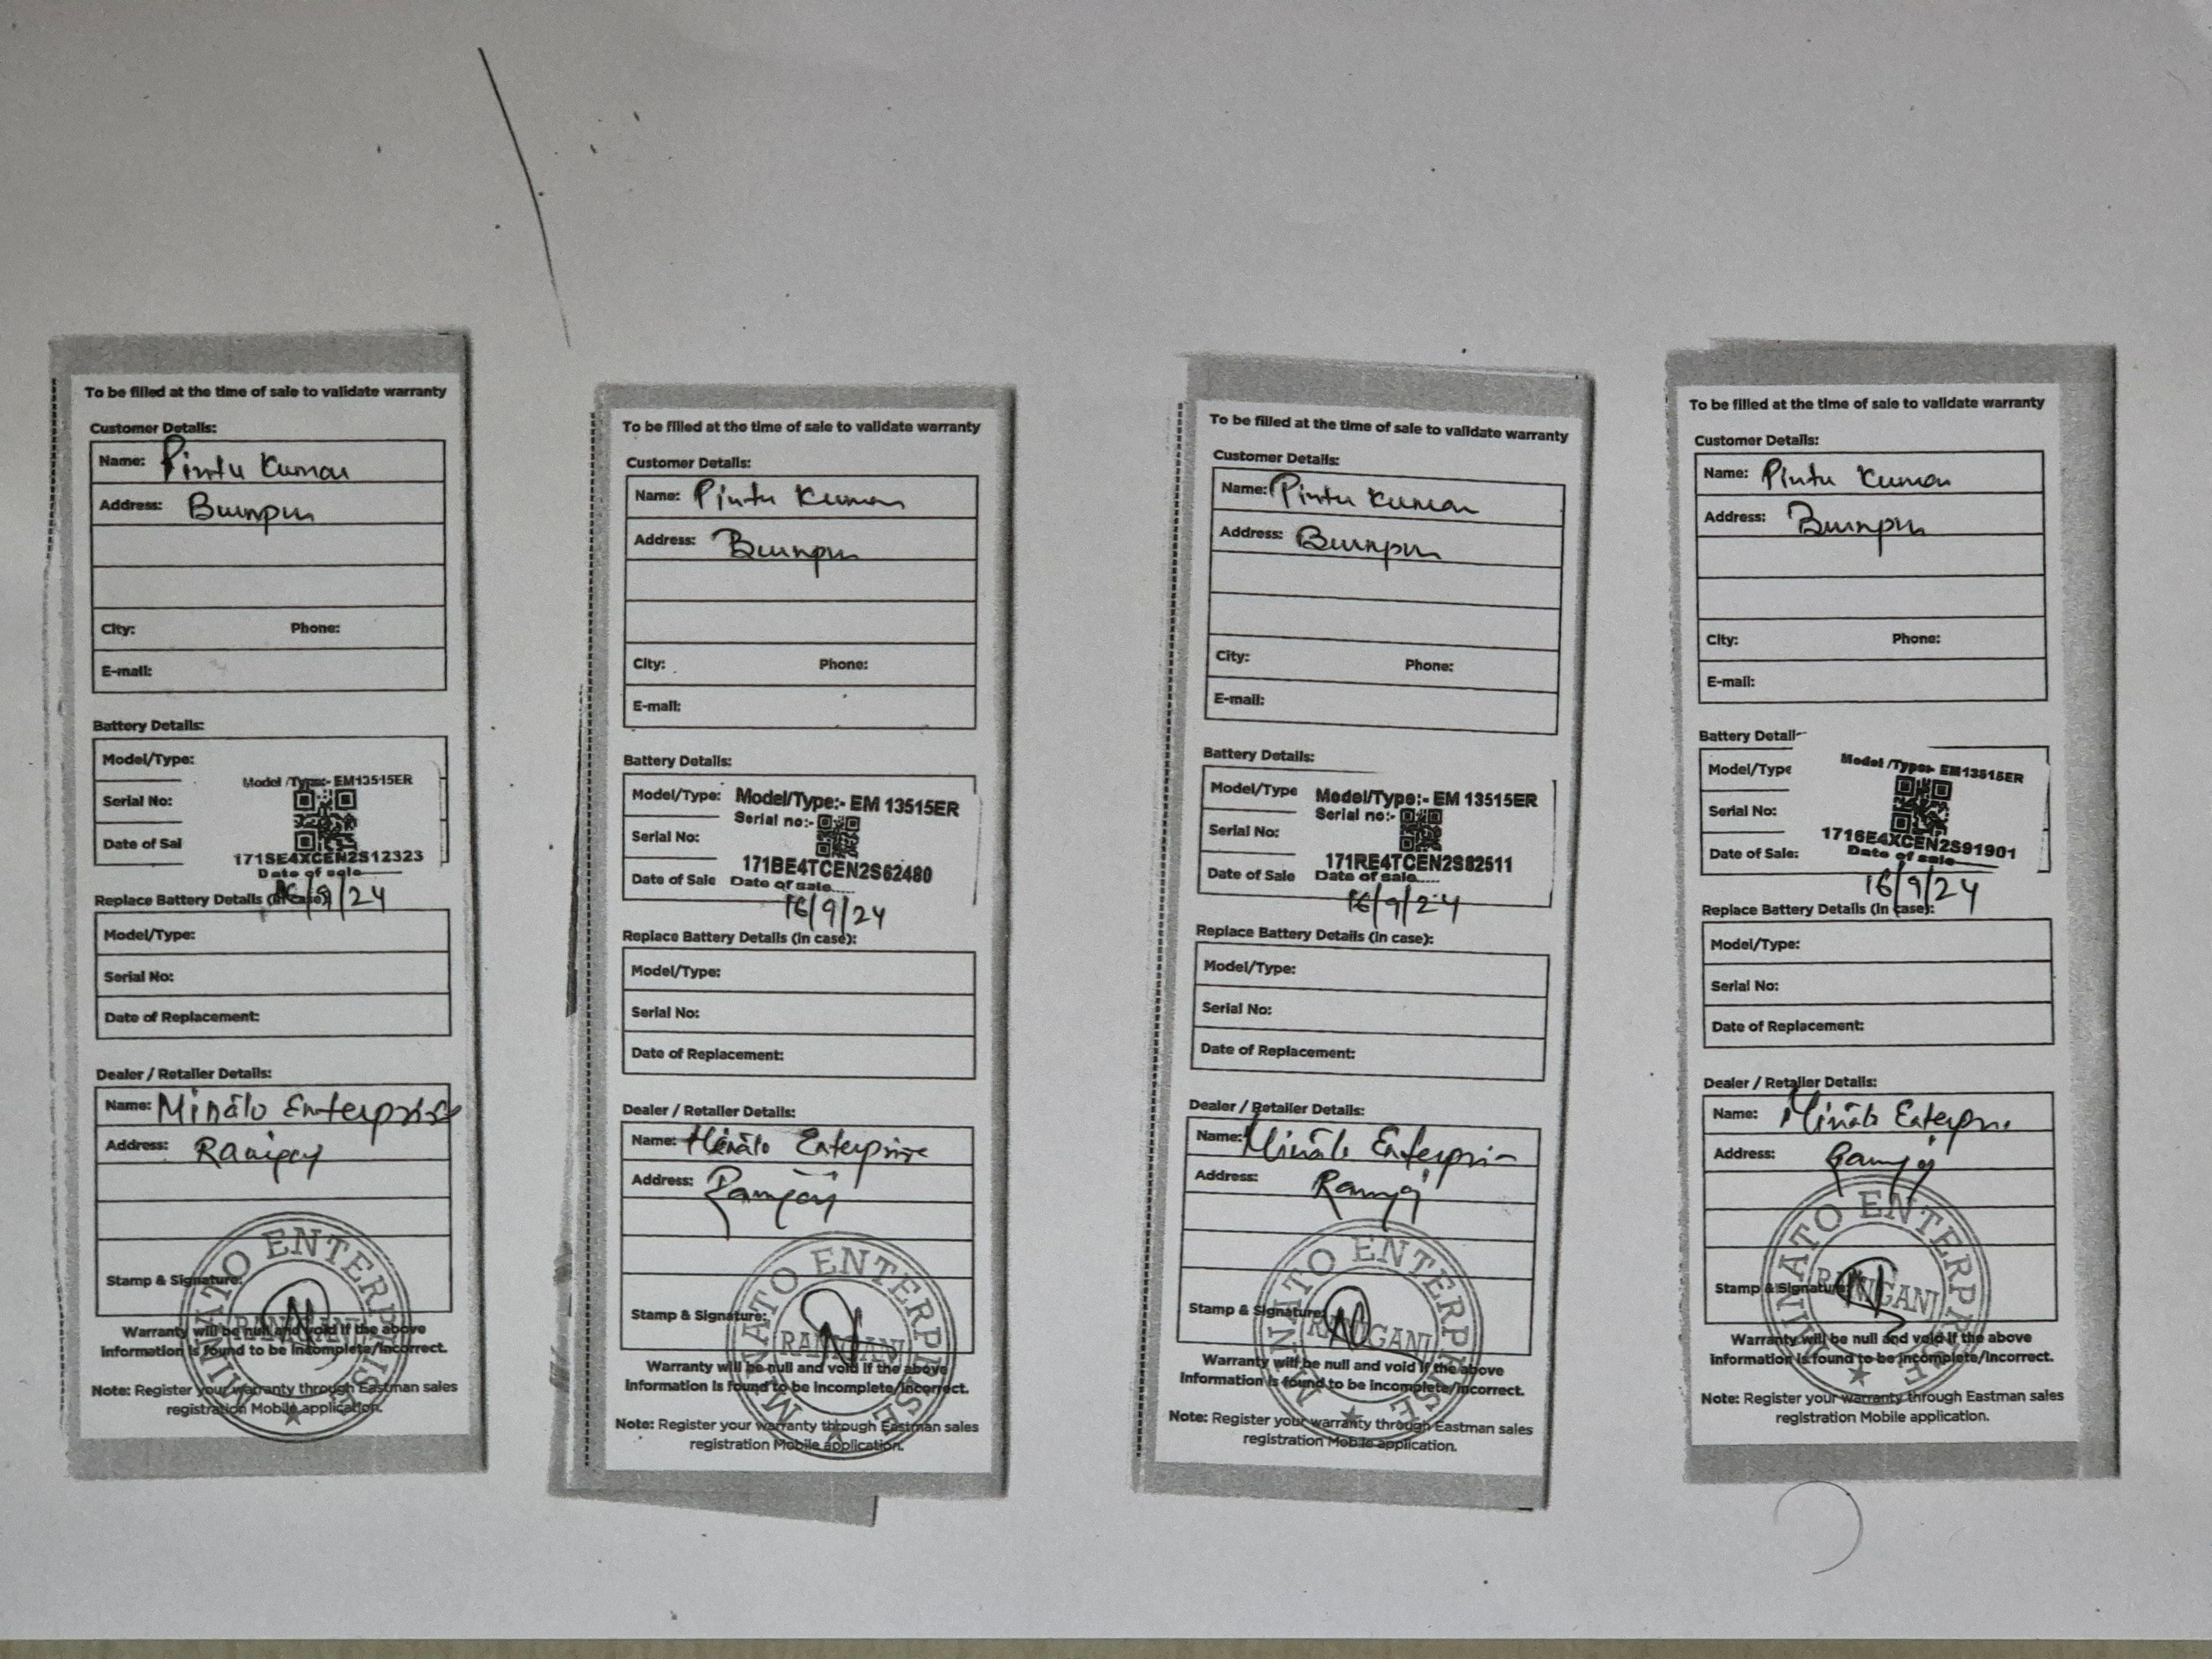 To be filled at the time of sale to validate warranty
Customer Details:
Name: Pintu Kumar
Address: Burnpur
City: Phone:
E-mail:
Battery Details:
Model/Type:
Model /Type:- EM13515ER
Serial No:
Date of Sal
171SE4XCEN2S12323
Date of sale
16/9/24
Replace Battery Details (in case):
Model/Type:
Serial No:
Date of Replacement:
Dealer / Retailer Details:
Name: Minato Enterprise
Address: Raniganj
Stamp & Signature:
MINATO ENTERPRISE
RANIGANJ
Warranty will be null and void if the above
information is found to be incomplete/incorrect.
Note: Register your warranty through Eastman sales
registration Mobile application.
To be filled at the time of sale to validate warranty
Customer Details:
Name: Pintu Kumar
Address: Burnpur
City: Phone:
E-mail:
Battery Details:
Model/Type: Model/Type:- EM 13515ER
Serial no:-
Serial No:
171BE4TCEN2S62480
Date of Sale Date of sale.....
16/9/24
Replace Battery Details (in case):
Model/Type:
Serial No:
Date of Replacement:
Dealer / Retailer Details:
Name: Minato Enterprise
Address: Raniganj
Stamp & Signature:
MINATO ENTERPRISE
RANIGANJ
Warranty will be null and void if the above
information is found to be incomplete/incorrect.
Note: Register your warranty through Eastman sales
registration Mobile application.
To be filled at the time of sale to validate warranty
Customer Details:
Name: Pintu Kumar
Address: Burnpur
City: Phone:
E-mail:
Battery Details:
Model/Type Model/Type:- EM 13515ER
Serial no:-
Serial No:
171RE4TCEN2S82511
Date of Sale Date of sale.....
16/9/24
Replace Battery Details (in case):
Model/Type:
Serial No:
Date of Replacement:
Dealer / Retailer Details:
Name: Minato Enterpri
Address: Ranigj
Stamp & Signature:
MINATO ENTERPRISE
RANIGANJ
Warranty will be null and void if the above
information is found to be incomplete/incorrect.
Note: Register your warranty through Eastman sales
registration Mobile application.
To be filled at the time of sale to validate warranty
Customer Details:
Name: Pintu Kumar
Address: Burnpur
City: Phone:
E-mail:
Battery Detail
Model/Type Model /Type:- EM13515ER
Serial No:
1716E4XCEN2S91901
Date of Sale: Date of sale
16/9/24
Replace Battery Details (in case):
Model/Type:
Serial No:
Date of Replacement:
Dealer / Retailer Details:
Name: Minato Enterpri
Address: Ranigj
Stamp & Signature
MINATO ENTERPRISE
RANIGANJ
Warranty will be null and void if the above
information is found to be incomplete/incorrect.
Note: Register your warranty through Eastman sales
registration Mobile application.